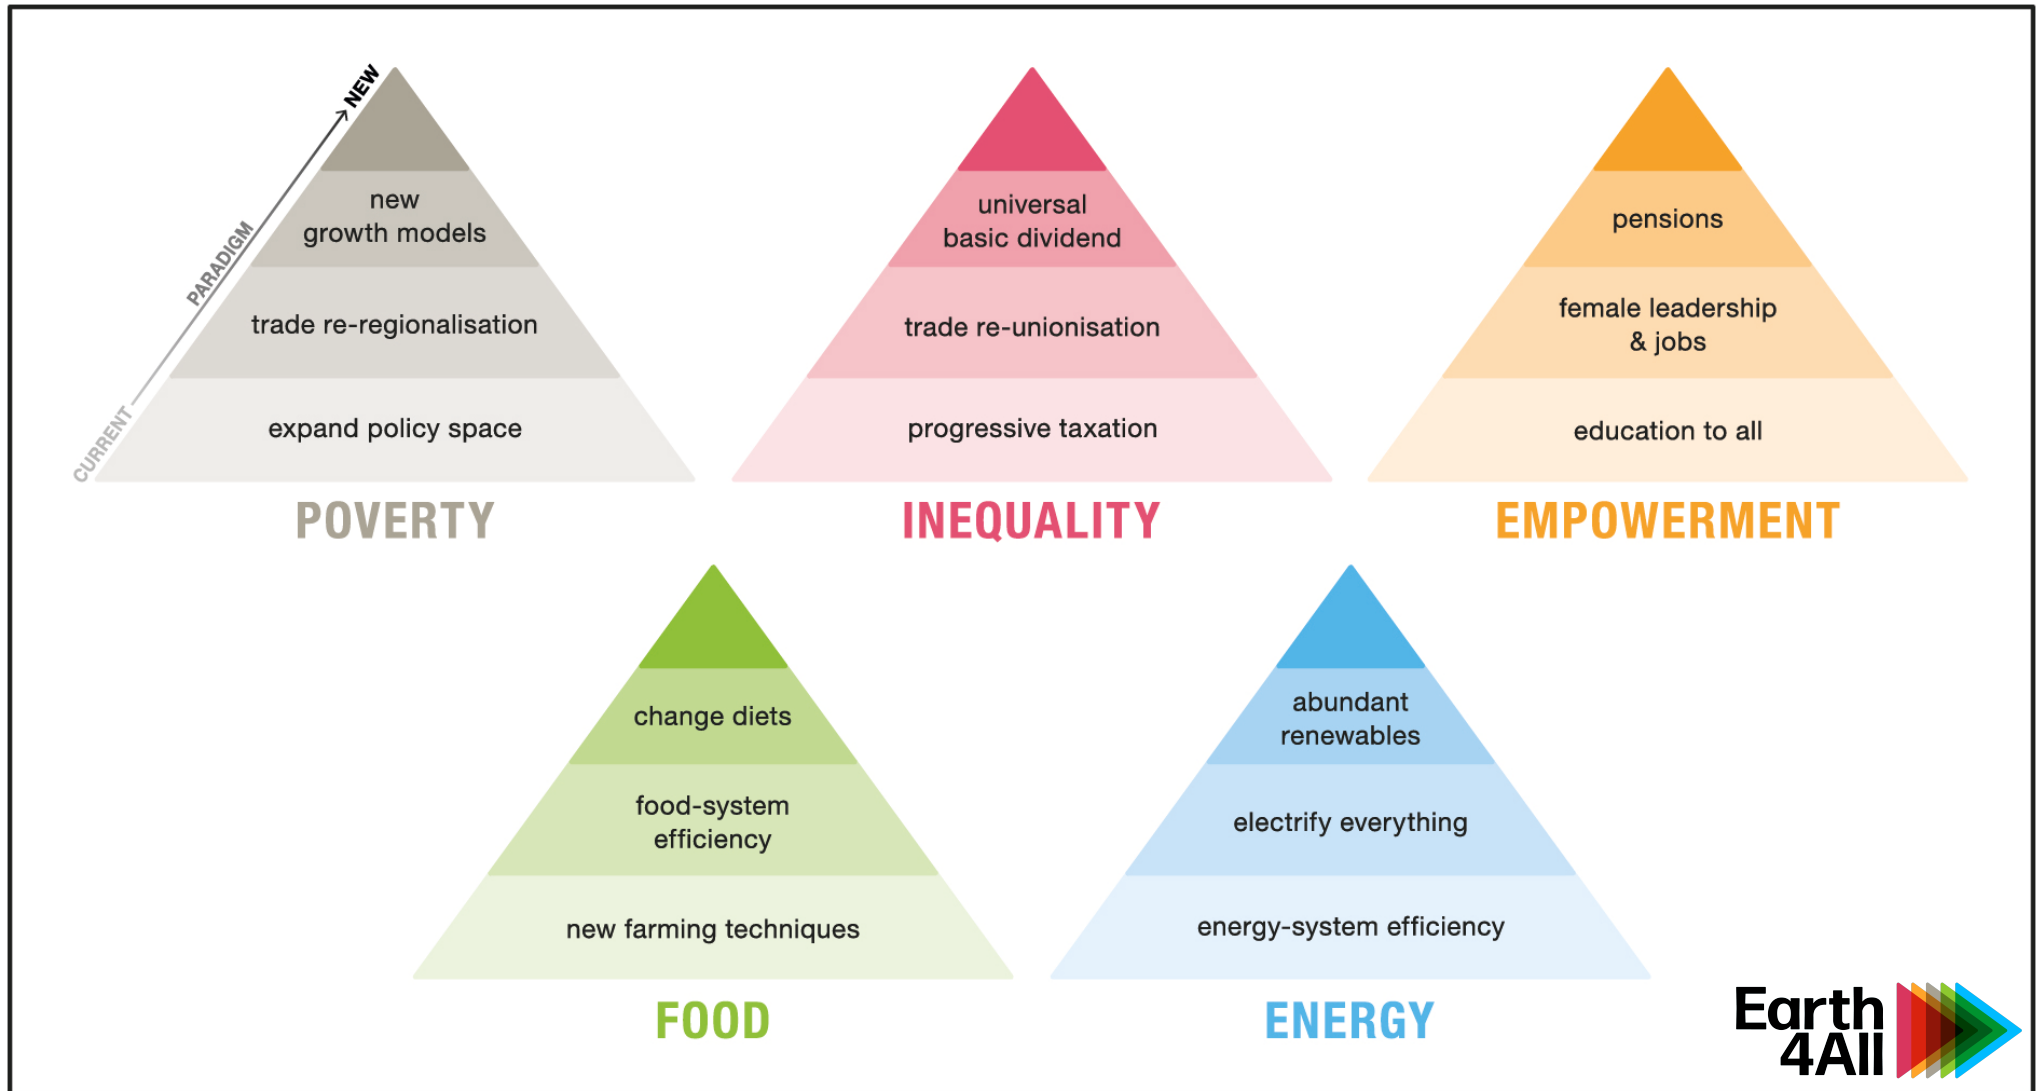 NEW
PARADIGM
CURRENT
new
growth models
trade re-regionalisation
expand policy space
POVERTY
universal
basic dividend
trade re-unionisation
progressive taxation
INEQUALITY
pensions
female leadership
& jobs
education to all
EMPOWERMENT
change diets
food-system
efficiency
new farming techniques
FOOD
abundant
renewables
electrify everything
energy-system efficiency
ENERGY
Earth
4All